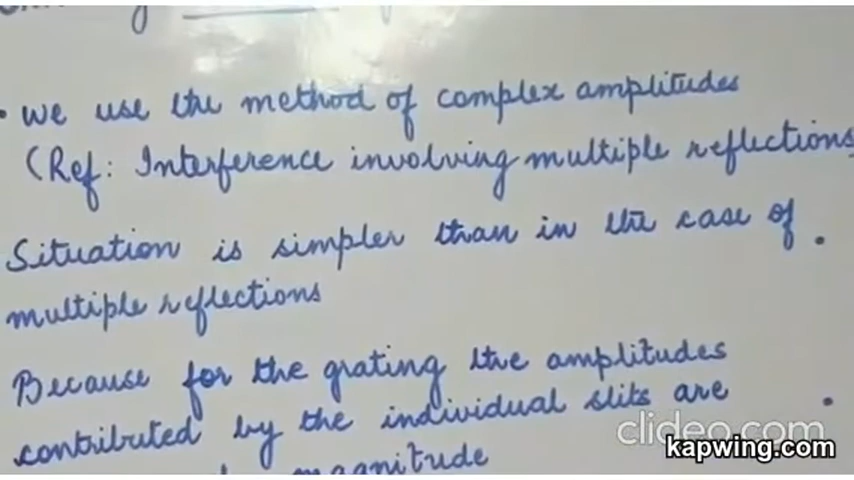 • We use the method of complex amplitudes
(Ref: Interference involving multiple reflections
Situation is simpler than in the case of
multiple reflections
Because for the grating the amplitudes
contributed by the individual slits are
magnitude
clideo.com
kapwing.com